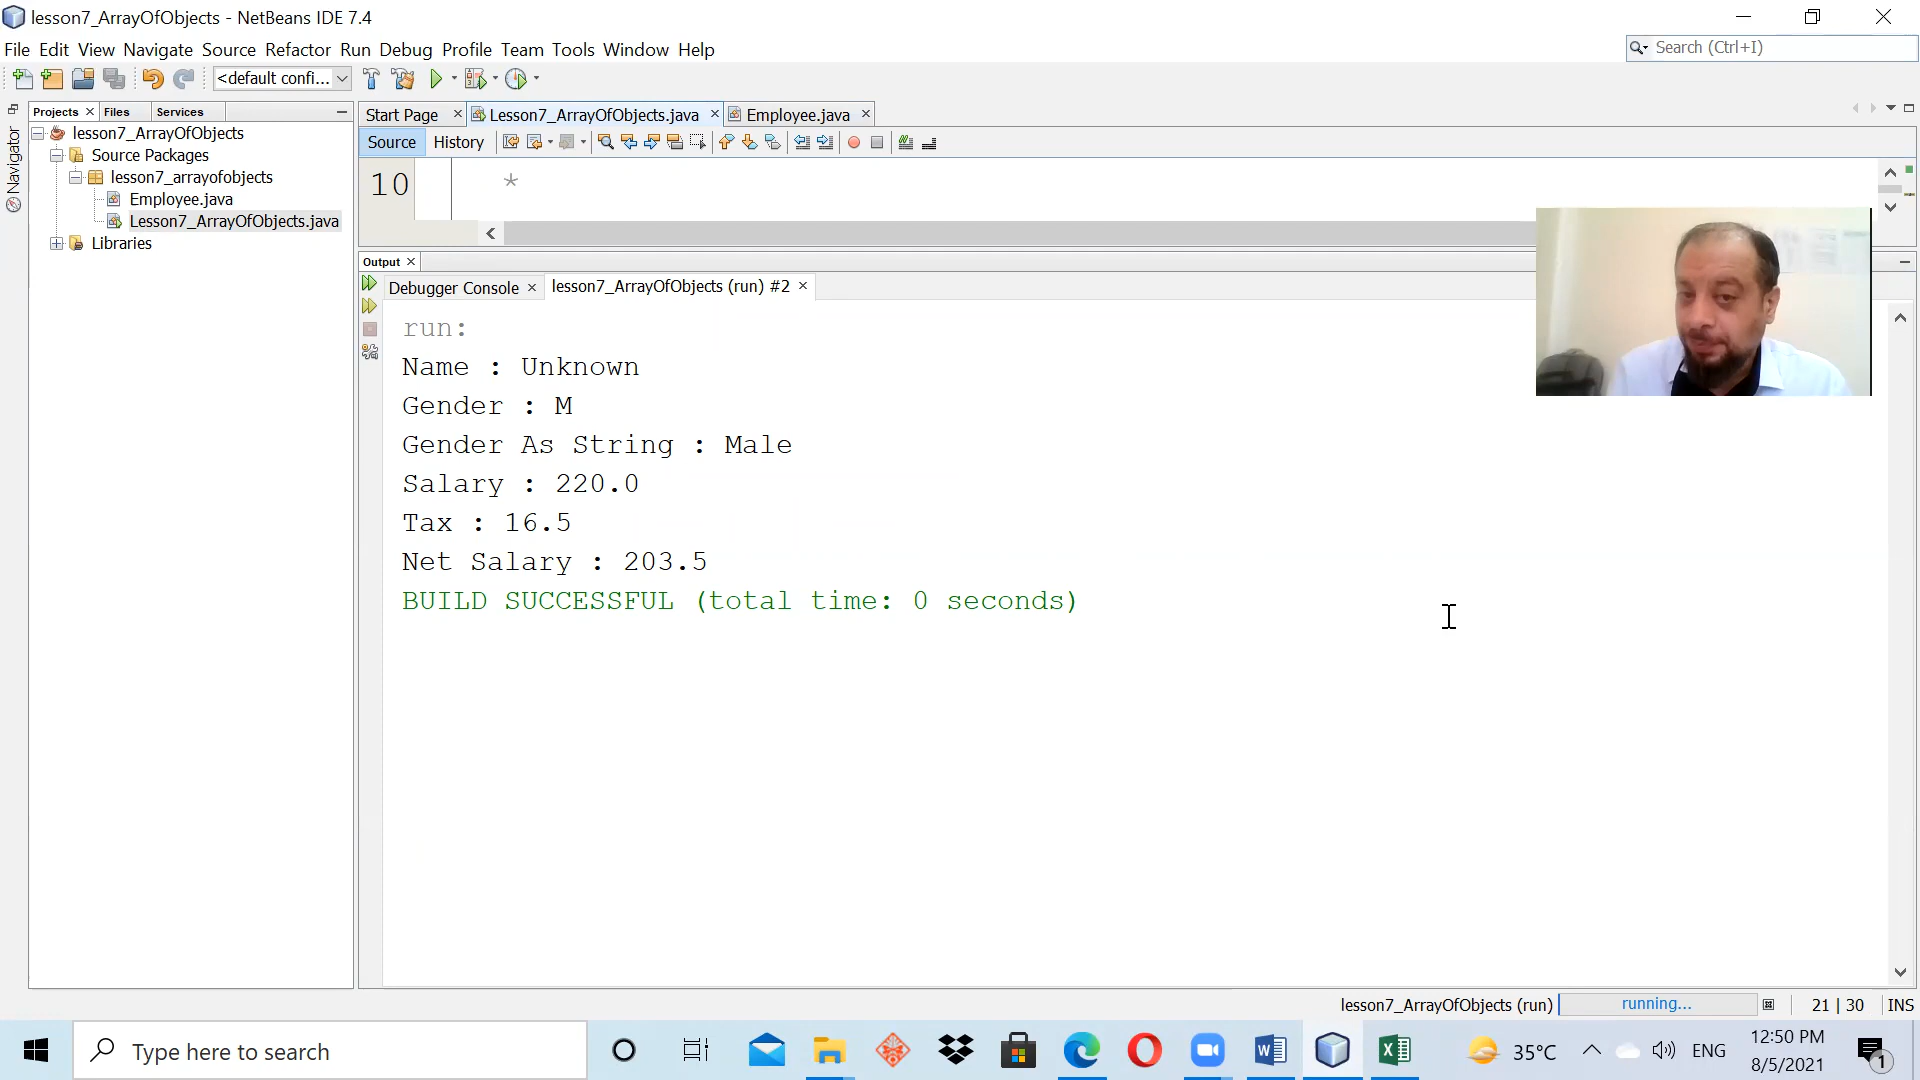 lesson7_ArrayOfObjects - NetBeans IDE 7.4
File Edit View Navigate Source Refactor Run Debug Profile Team Tools Window Help
Search (Ctrl+I)
<default confi...
Projects Files Services
Start Page Lesson7_ArrayOfObjects.java Employee.java
Navigator
lesson7_ArrayOfObjects
Source Packages
lesson7_arrayofobjects
Employee.java
Lesson7_ArrayOfObjects.java
Libraries
Source History
10 *
Output
Debugger Console lesson7_ArrayOfObjects (run) #2
run:
Name : Unknown
Gender : M
Gender As String : Male
Salary : 220.0
Tax : 16.5
Net Salary : 203.5
BUILD SUCCESSFUL (total time: 0 seconds)
lesson7_ArrayOfObjects (run) running... 21 | 30 INS
Type here to search
35°C ENG
12:50 PM
8/5/2021
1